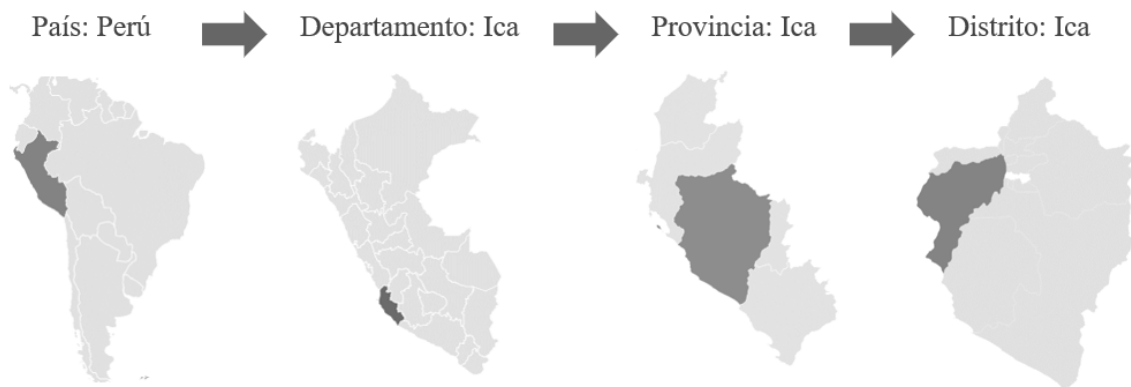 País: Perú
Departamento: Ica
Provincia: Ica
Distrito: Ica